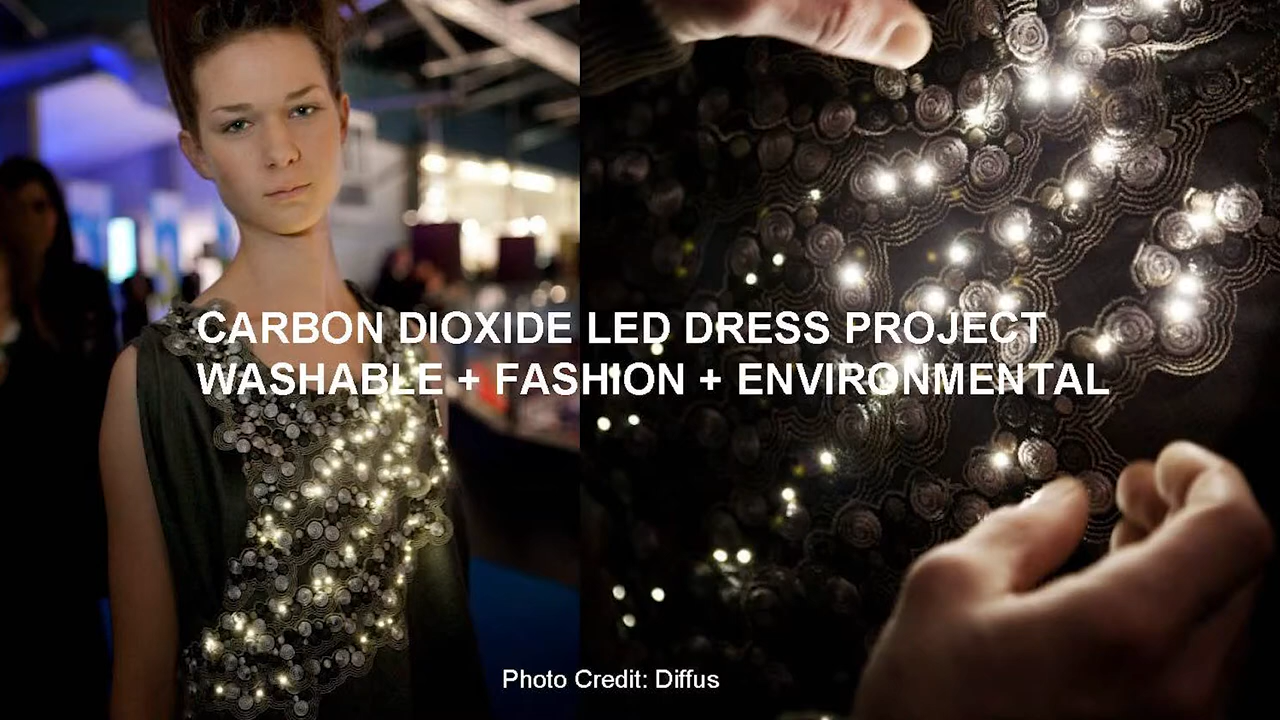 CARBON DIOXIDE LED DRESS PROJECT
WASHABLE + FASHION + ENVIRONMENTAL
Photo Credit: Diffus